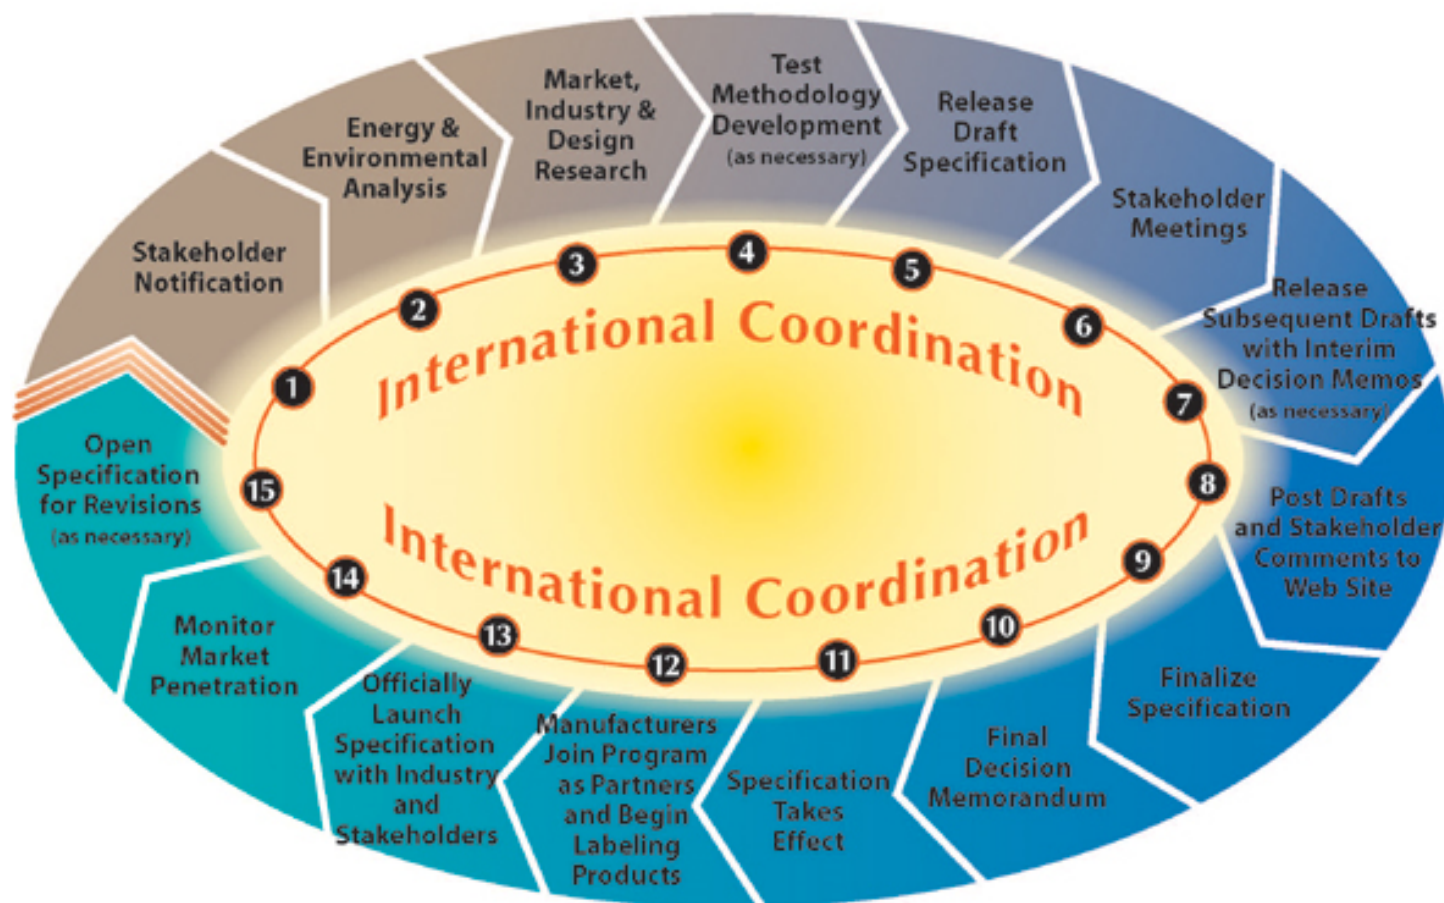 Stakeholder
Notification
Energy &
Environmental
Analysis
Market,
Industry &
Design
Research
Test
Methodology
Development
(as necessary)
Release
Draft
Specification
Stakeholder
Meetings
Release
Subsequent Drafts
with Interim
Decision Memos
(as necessary)
Post Drafts
and Stakeholder
Comments to
Web Site
Finalize
Specification
Final
Decision
Memorandum
Specification
Takes
Effect
Manufacturers
Join Program
as Partners
and Begin
Labeling
Products
Officially
Launch
Specification
with Industry
and
Stakeholders
Monitor
Market
Penetration
Open
Specification
for Revisions
(as necessary)
1
2
3
4
5
6
7
8
9
10
11
12
13
14
15
International Coordination
International Coordination